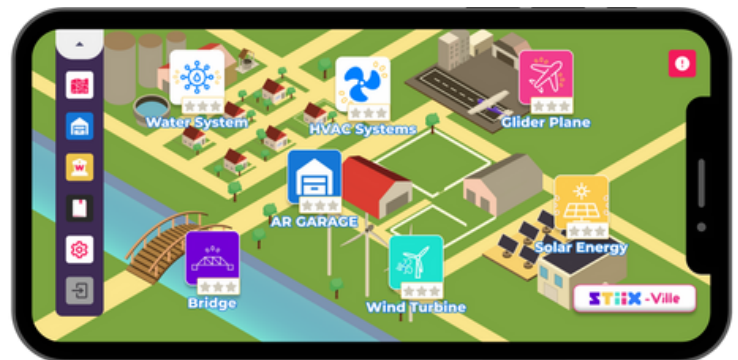 Water System
HVAC Systems
Glider Plane
AR GARAGE
Solar Energy
Bridge
Wind Turbine
STiiX-Ville
W